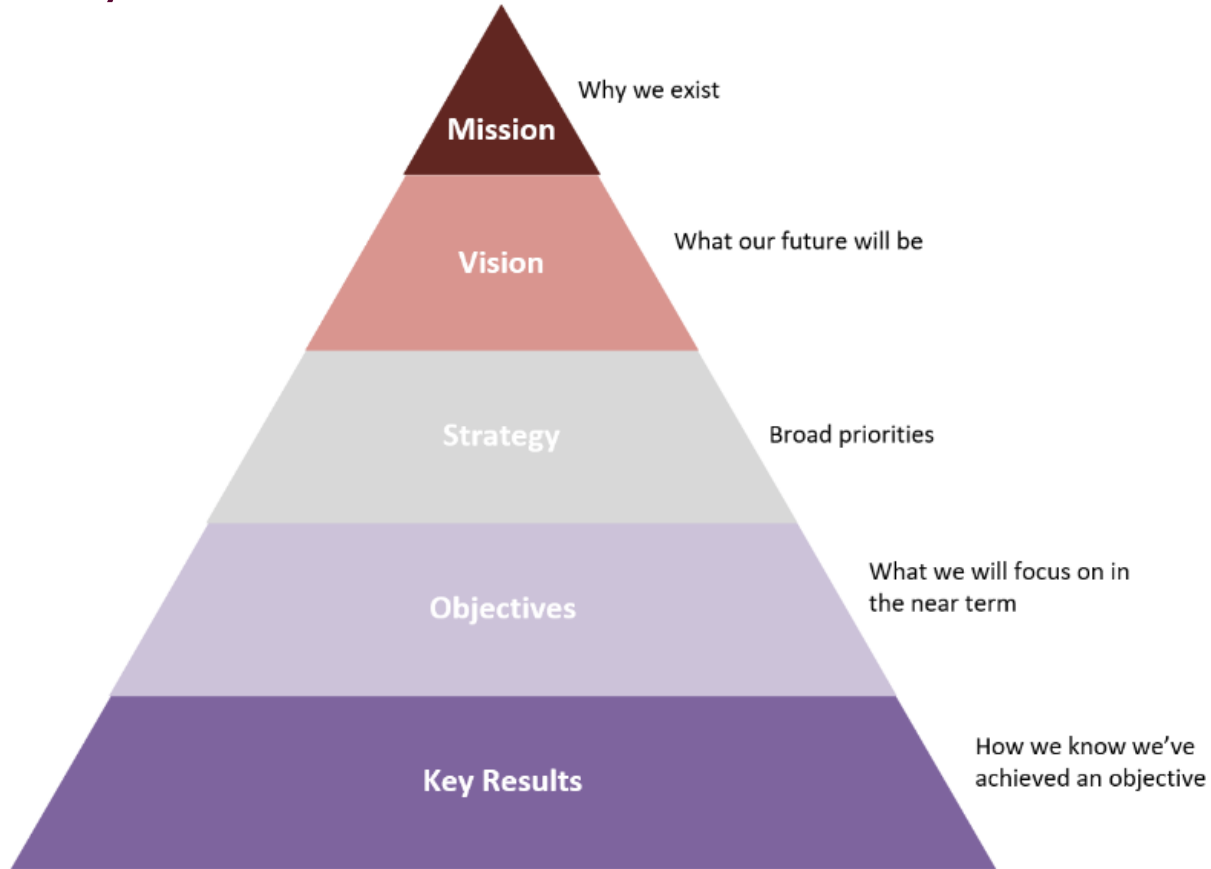 Why we exist
Mission
What our future will be
Vision
Broad priorities
Strategy
What we will focus on in
the near term
Objectives
How we know we've
achieved an objective
Key Results